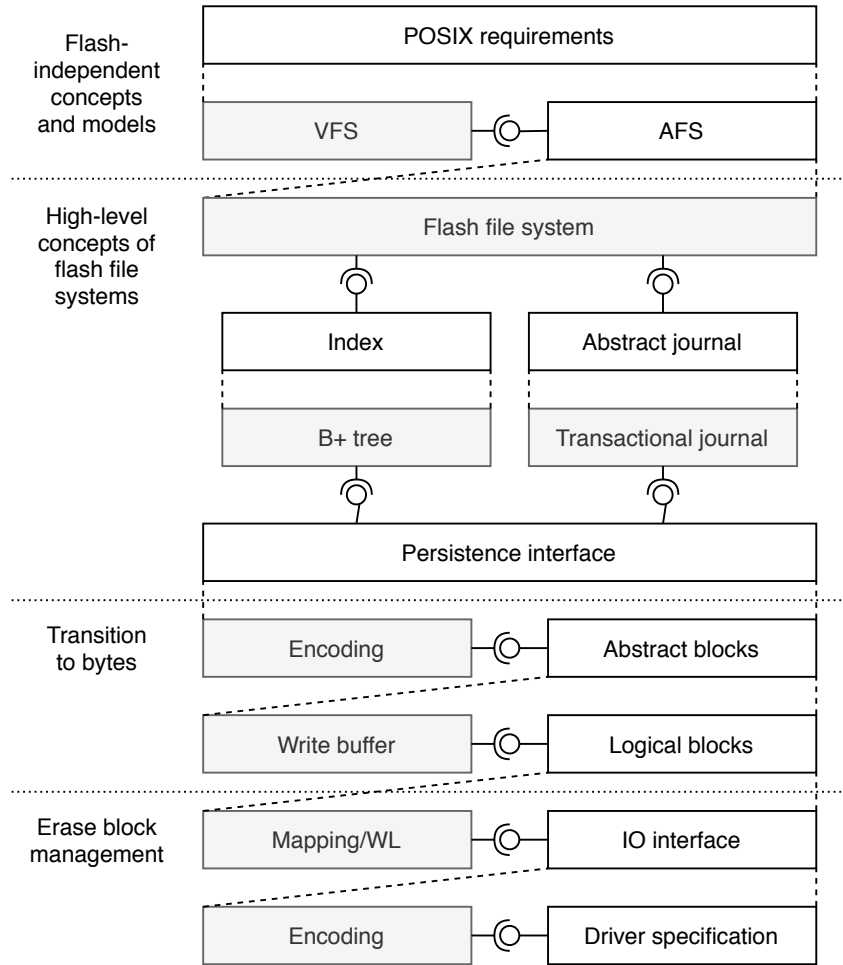 Flash-
independent
concepts
and models
POSIX requirements
VFS
AFS
High-level
concepts of
flash file
systems
Flash file system
Index
Abstract journal
B+ tree
Transactional journal
Persistence interface
Transition
to bytes
Encoding
Abstract blocks
Write buffer
Logical blocks
Erase block
management
Mapping/WL
IO interface
Encoding
Driver specification